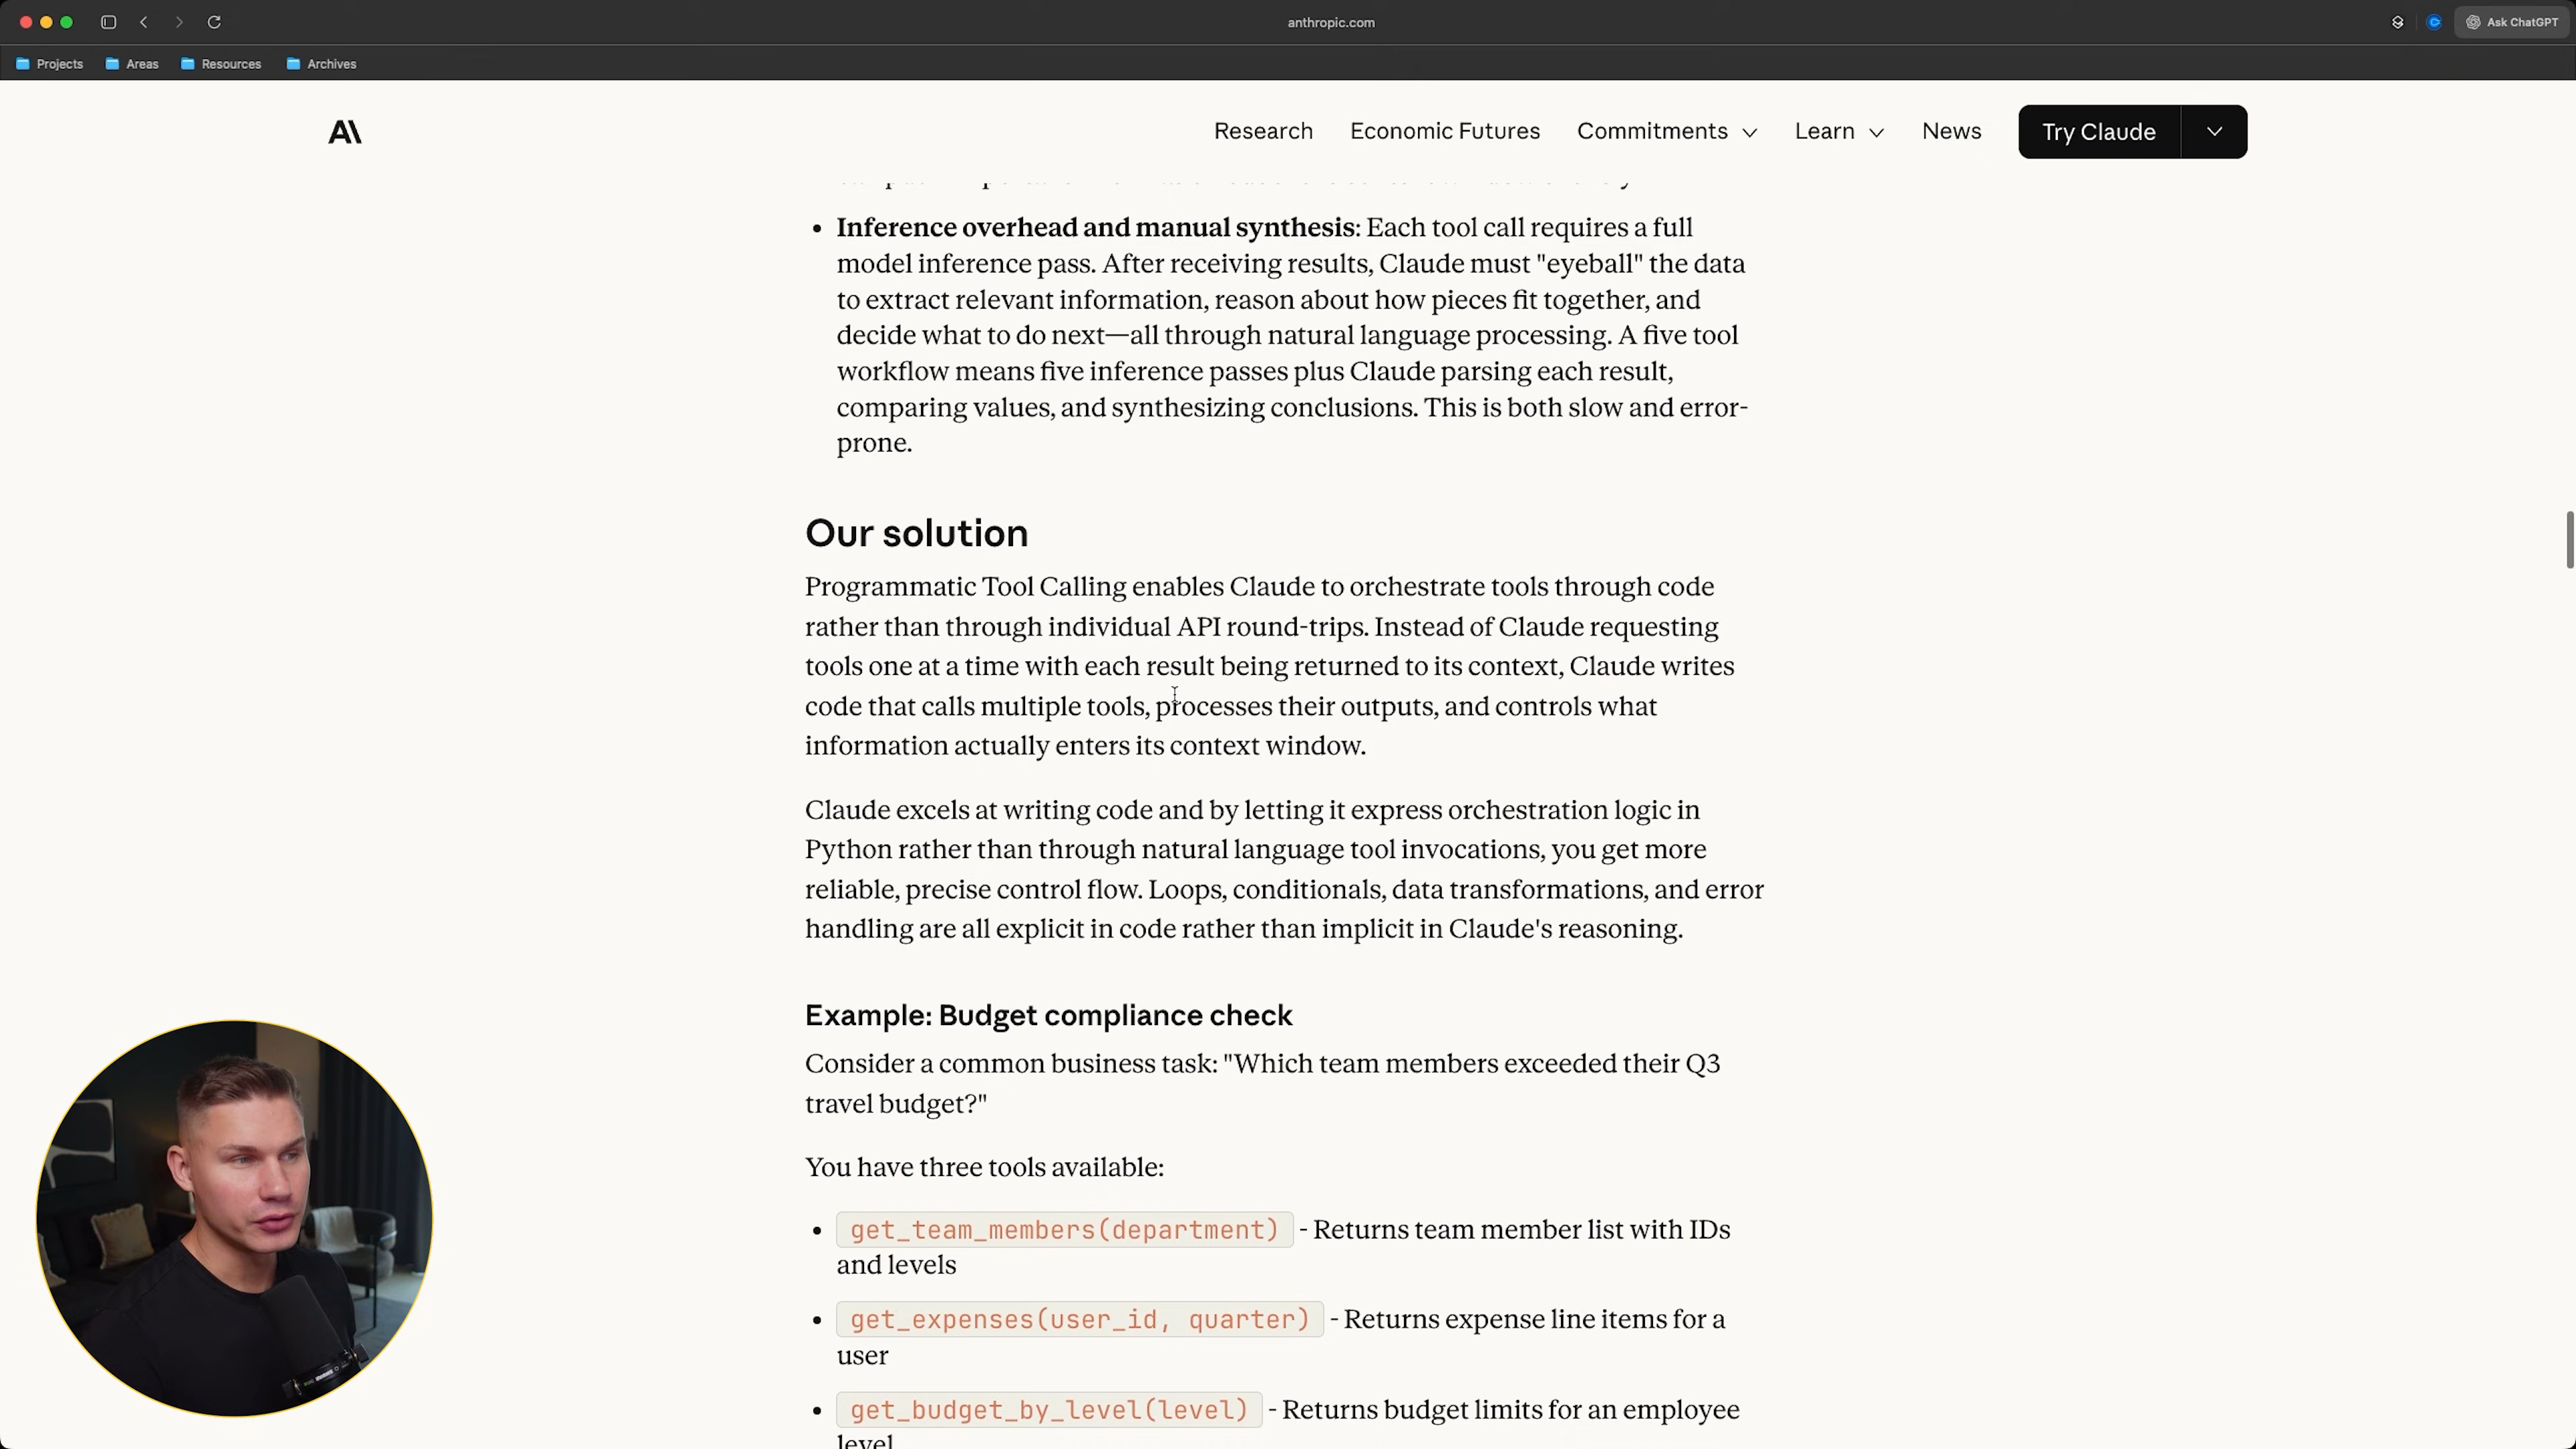 anthropic.com
Ask ChatGPT
Projects
Areas
Resources
Archives
Research
Economic Futures
Commitments
Learn
News
Try Claude
Inference overhead and manual synthesis: Each tool call requires a full
model inference pass. After receiving results, Claude must "eyeball" the data
to extract relevant information, reason about how pieces fit together, and
decide what to do next—all through natural language processing. A five tool
workflow means five inference passes plus Claude parsing each result,
comparing values, and synthesizing conclusions. This is both slow and error-
prone.
Our solution
Programmatic Tool Calling enables Claude to orchestrate tools through code
rather than through individual API round-trips. Instead of Claude requesting
tools one at a time with each result being returned to its context, Claude writes
code that calls multiple tools, processes their outputs, and controls what
information actually enters its context window.
Claude excels at writing code and by letting it express orchestration logic in
Python rather than through natural language tool invocations, you get more
reliable, precise control flow. Loops, conditionals, data transformations, and error
handling are all explicit in code rather than implicit in Claude's reasoning.
Example: Budget compliance check
Consider a common business task: "Which team members exceeded their Q3
travel budget?"
You have three tools available:
get_team_members(department) - Returns team member list with IDs
and levels
get_expenses(user_id, quarter) - Returns expense line items for a
user
get_budget_by_level(level) - Returns budget limits for an employee
level